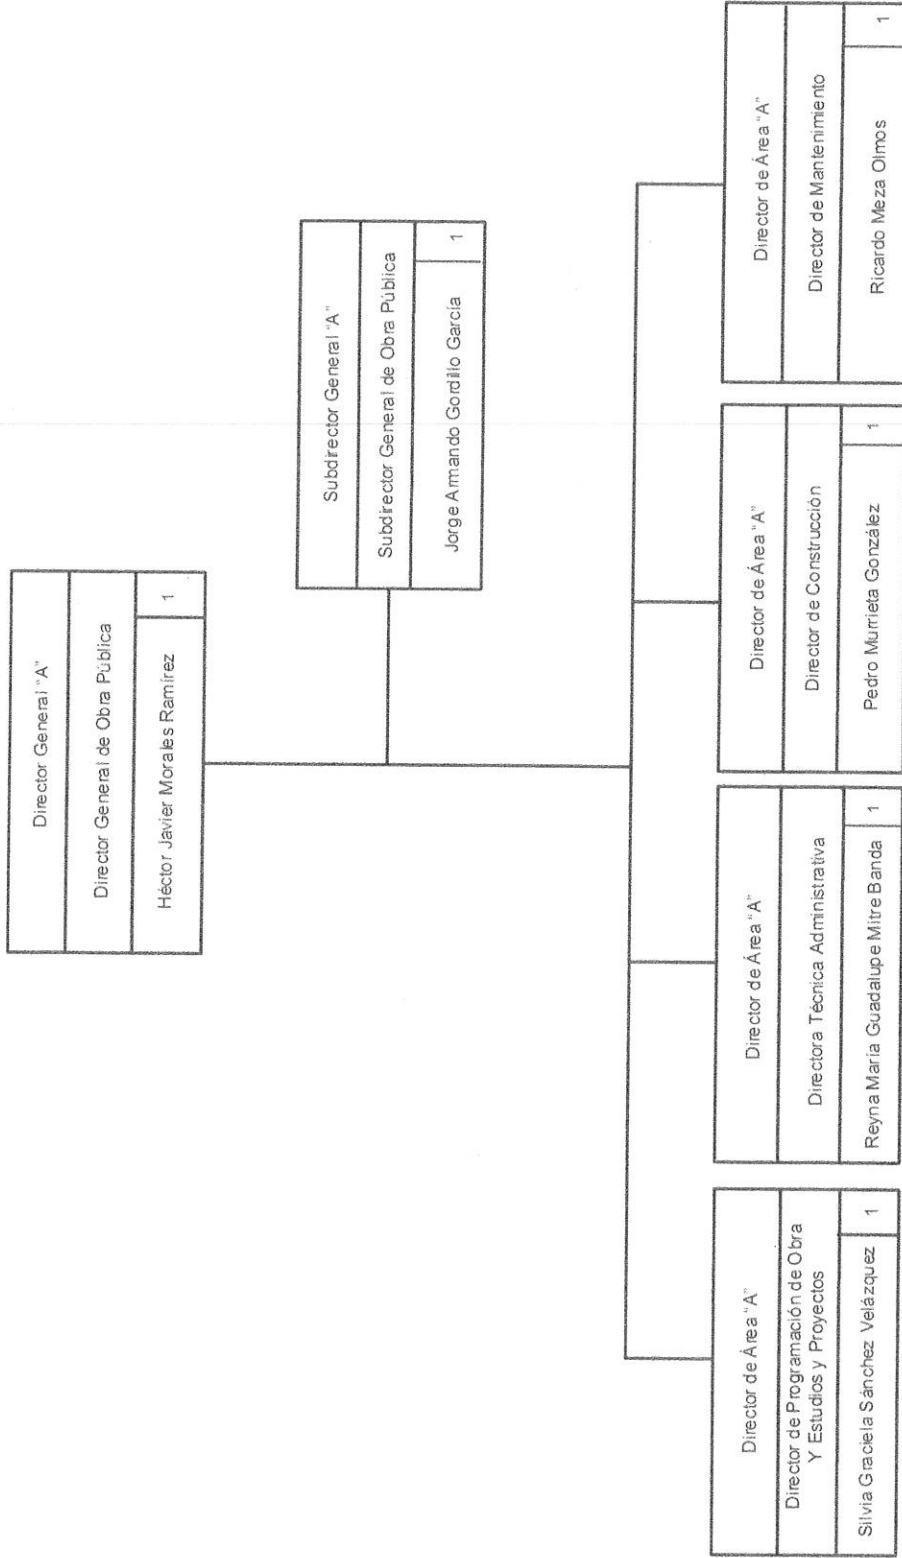 Director General "A"
Director General de Obra Pública
Héctor Javier Morales Ramírez 1
Subdirector General "A"
Subdirector General de Obra Pública
Jorge Armando Gordillo García 1
Director de Área "A"
Director de Programación de Obra
Y Estudios y Proyectos
Silvia Graciela Sánchez Velázquez 1
Director de Área "A"
Directora Técnica Administrativa
Reyna María Guadalupe Mitre Banda 1
Director de Área "A"
Director de Construcción
Pedro Murrieta González 1
Director de Área "A"
Director de Mantenimiento
Ricardo Meza Olmos 1